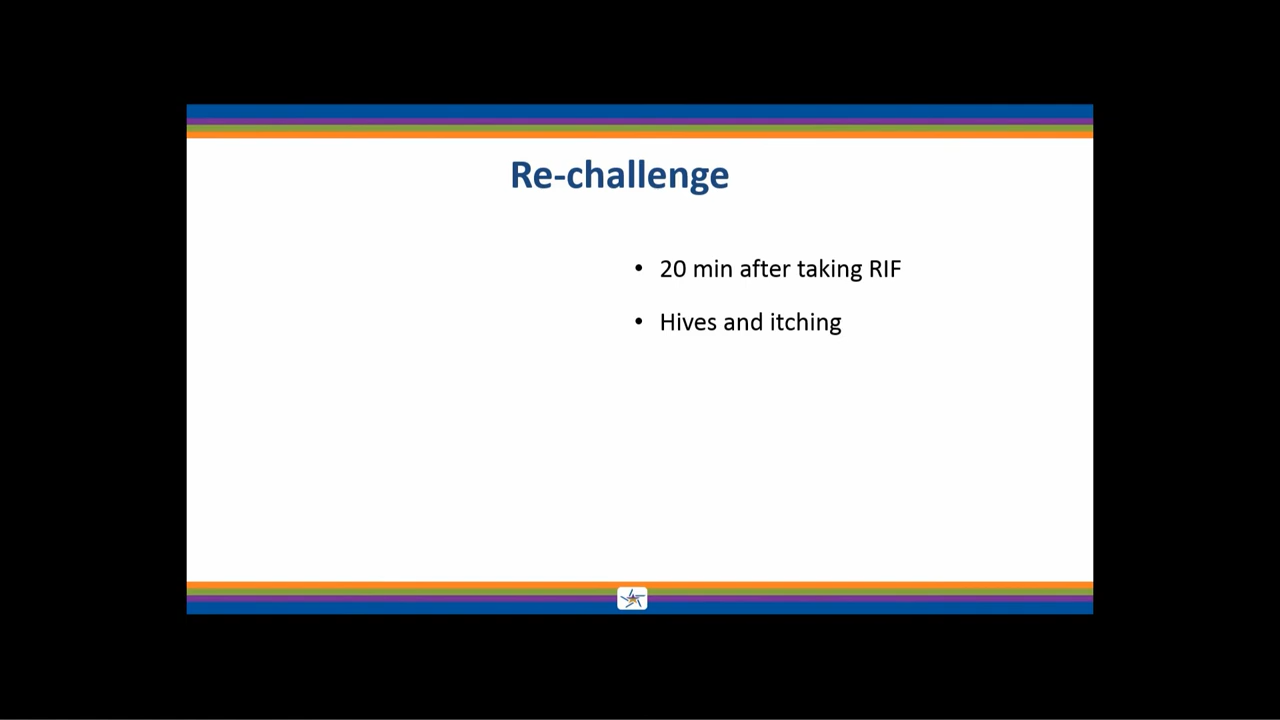 Re-challenge
• 20 min after taking RIF
• Hives and itching